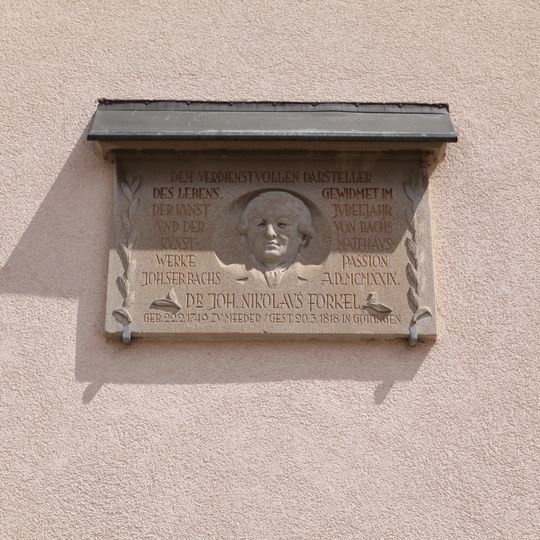 DEN VERDIENSTVOLLEN DARSTELLER
DES LEBENS,
DER KVNST
VND DER
KVNST-
WERKE
JOH.SEB.BACHS
GEWIDMET IM
JVBELJAHR
VON BACHS
MATTHÄVS
PASSION
A.D.MCMXXIX.
DR JOH. NIKOLAVS FORKEL
GEB. 22.2.1749 ZV MEEDER / GEST. 20.3.1818 IN GÖTTINGEN